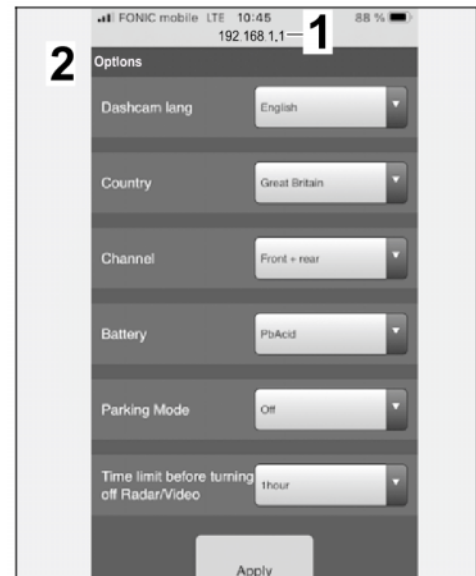 FONIC mobile LTE 10:45 88 %
192.168.1.1
1
2
Options
Dashcam lang English
Country Great Britain
Channel Front + rear
Battery PbAcid
Parking Mode Off
Time limit before turning
off Radar/Video 1hour
Apply